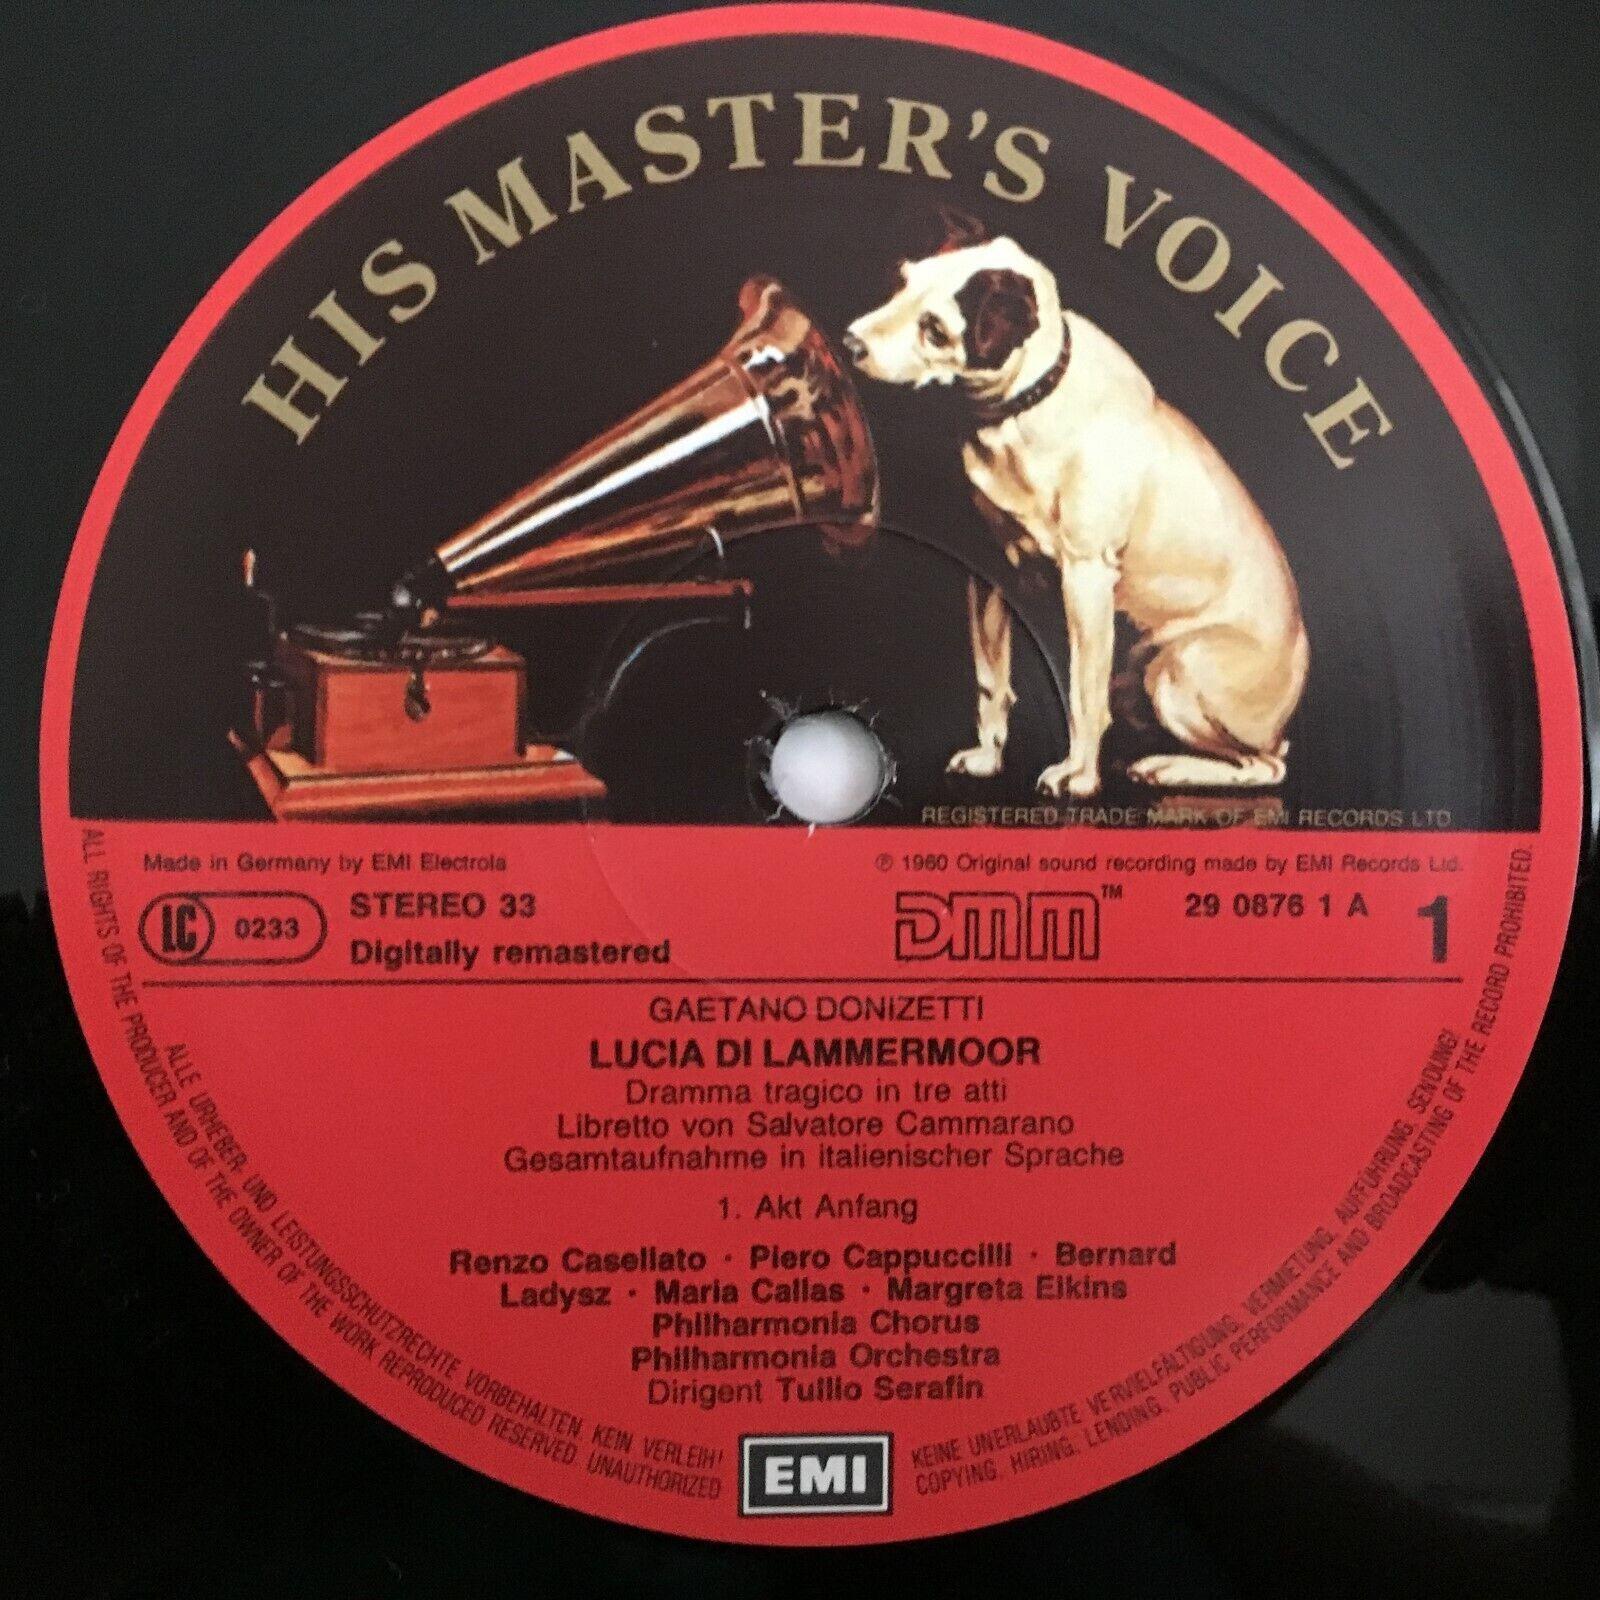 HIS MASTER'S VOICE
REGISTERED TRADE MARK OF EMI RECORDS LTD
Made in Germany by EMI Electrola
℗ 1960 Original sound recording made by EMI Records Ltd.
LC 0233
STEREO 33
Digitally remastered
DMM™
29 0876 1 A
1
GAETANO DONIZETTI
LUCIA DI LAMMERMOOR
Dramma tragico in tre atti
Libretto von Salvatore Cammarano
Gesamtaufnahme in italienischer Sprache
1. Akt Anfang
Renzo Casellato · Piero Cappuccilli · Bernard
Ladysz · Maria Callas · Margreta Elkins
Philharmonia Chorus
Philharmonia Orchestra
Dirigent Tullio Serafin
EMI
ALLE URHEBER- UND LEISTUNGSSCHUTZRECHTE VORBEHALTEN. KEIN VERLEIH! KEINE UNERLAUBTE VERVIELFÄLTIGUNG, VERMIETUNG, AUFFÜHRUNG, SENDUNG!
ALL RIGHTS OF THE PRODUCER AND OF THE OWNER OF THE WORK REPRODUCED RESERVED. UNAUTHORIZED COPYING, HIRING, LENDING, PUBLIC PERFORMANCE AND BROADCASTING OF THE RECORD PROHIBITED.